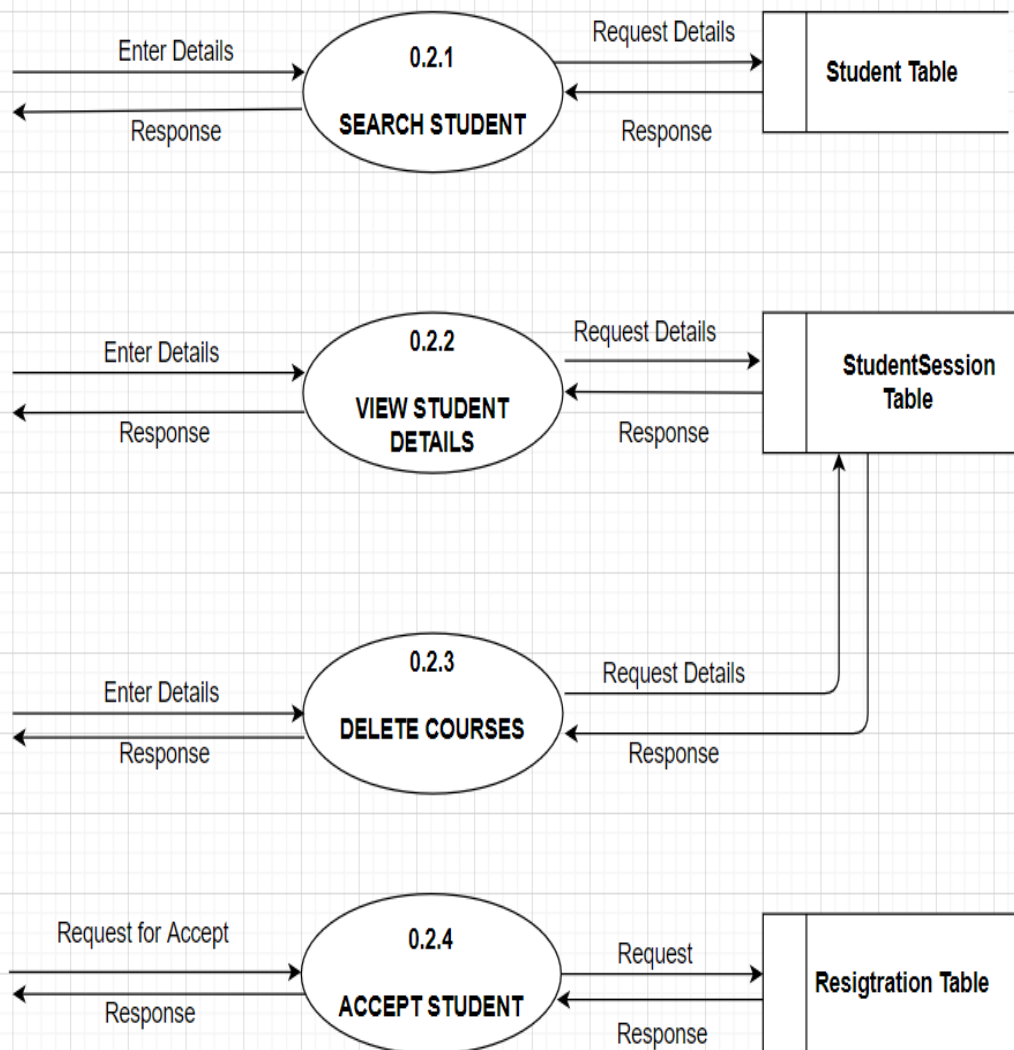 Enter Details
0.2.1
SEARCH STUDENT
Request Details
Student Table
Response
Response
Enter Details
0.2.2
VIEW STUDENT
DETAILS
Request Details
StudentSession
Table
Response
Response
Enter Details
0.2.3
DELETE COURSES
Request Details
Response
Response
Request for Accept
0.2.4
ACCEPT STUDENT
Request
Resigtration Table
Response
Response